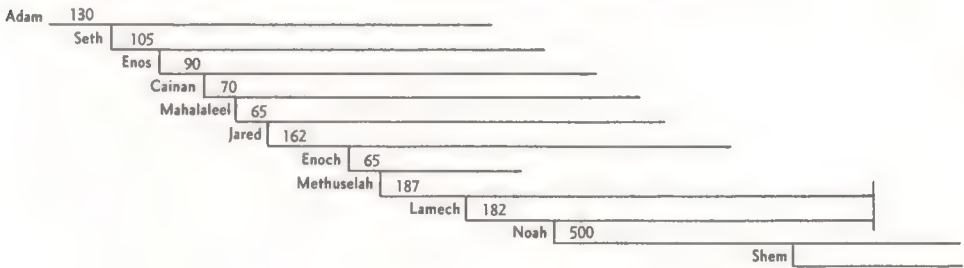 Adam 130
Seth 105
Enos 90
Cainan 70
Mahalaleel 65
Jared 162
Enoch 65
Methuselah 187
Lamech 182
Noah 500
Shem